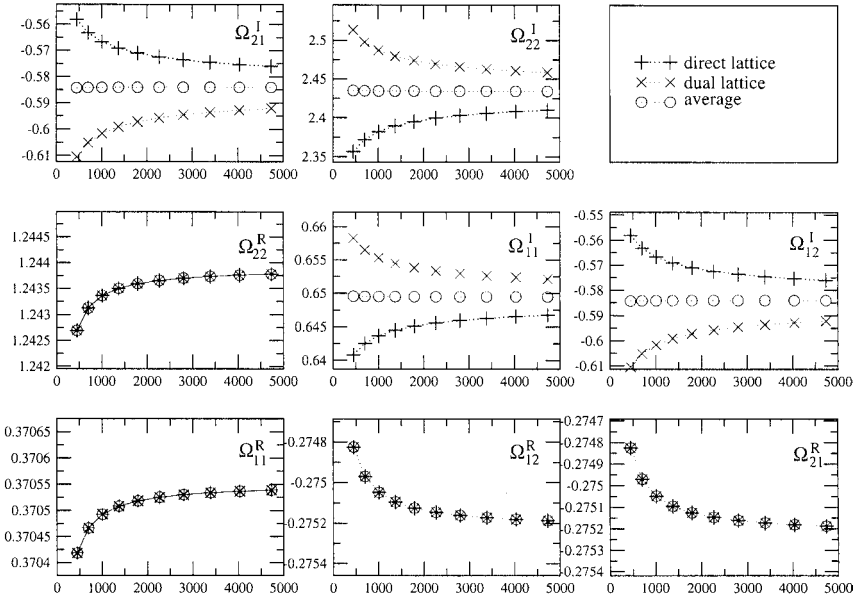 -0.56
-0.57
-0.58
-0.59
-0.6
-0.61
Ω^I_21
0 1000 2000 3000 4000 5000
2.5
2.45
2.4
2.35
Ω^I_22
0 1000 2000 3000 4000 5000
direct lattice
dual lattice
average
1.2445
1.244
1.2435
1.243
1.2425
1.242
Ω^R_22
0 1000 2000 3000 4000 5000
0.66
0.655
0.65
0.645
0.64
Ω^I_11
0 1000 2000 3000 4000 5000
-0.55
-0.56
-0.57
-0.58
-0.59
-0.6
-0.61
Ω^I_12
0 1000 2000 3000 4000 5000
0.37065
0.3706
0.37055
0.3705
0.37045
0.3704
Ω^R_11
0 1000 2000 3000 4000 5000
-0.2748
-0.275
-0.2752
-0.2754
Ω^R_12
0 1000 2000 3000 4000 5000
-0.2747
-0.2748
-0.2749
-0.275
-0.2751
-0.2752
-0.2753
-0.2754
Ω^R_21
0 1000 2000 3000 4000 5000